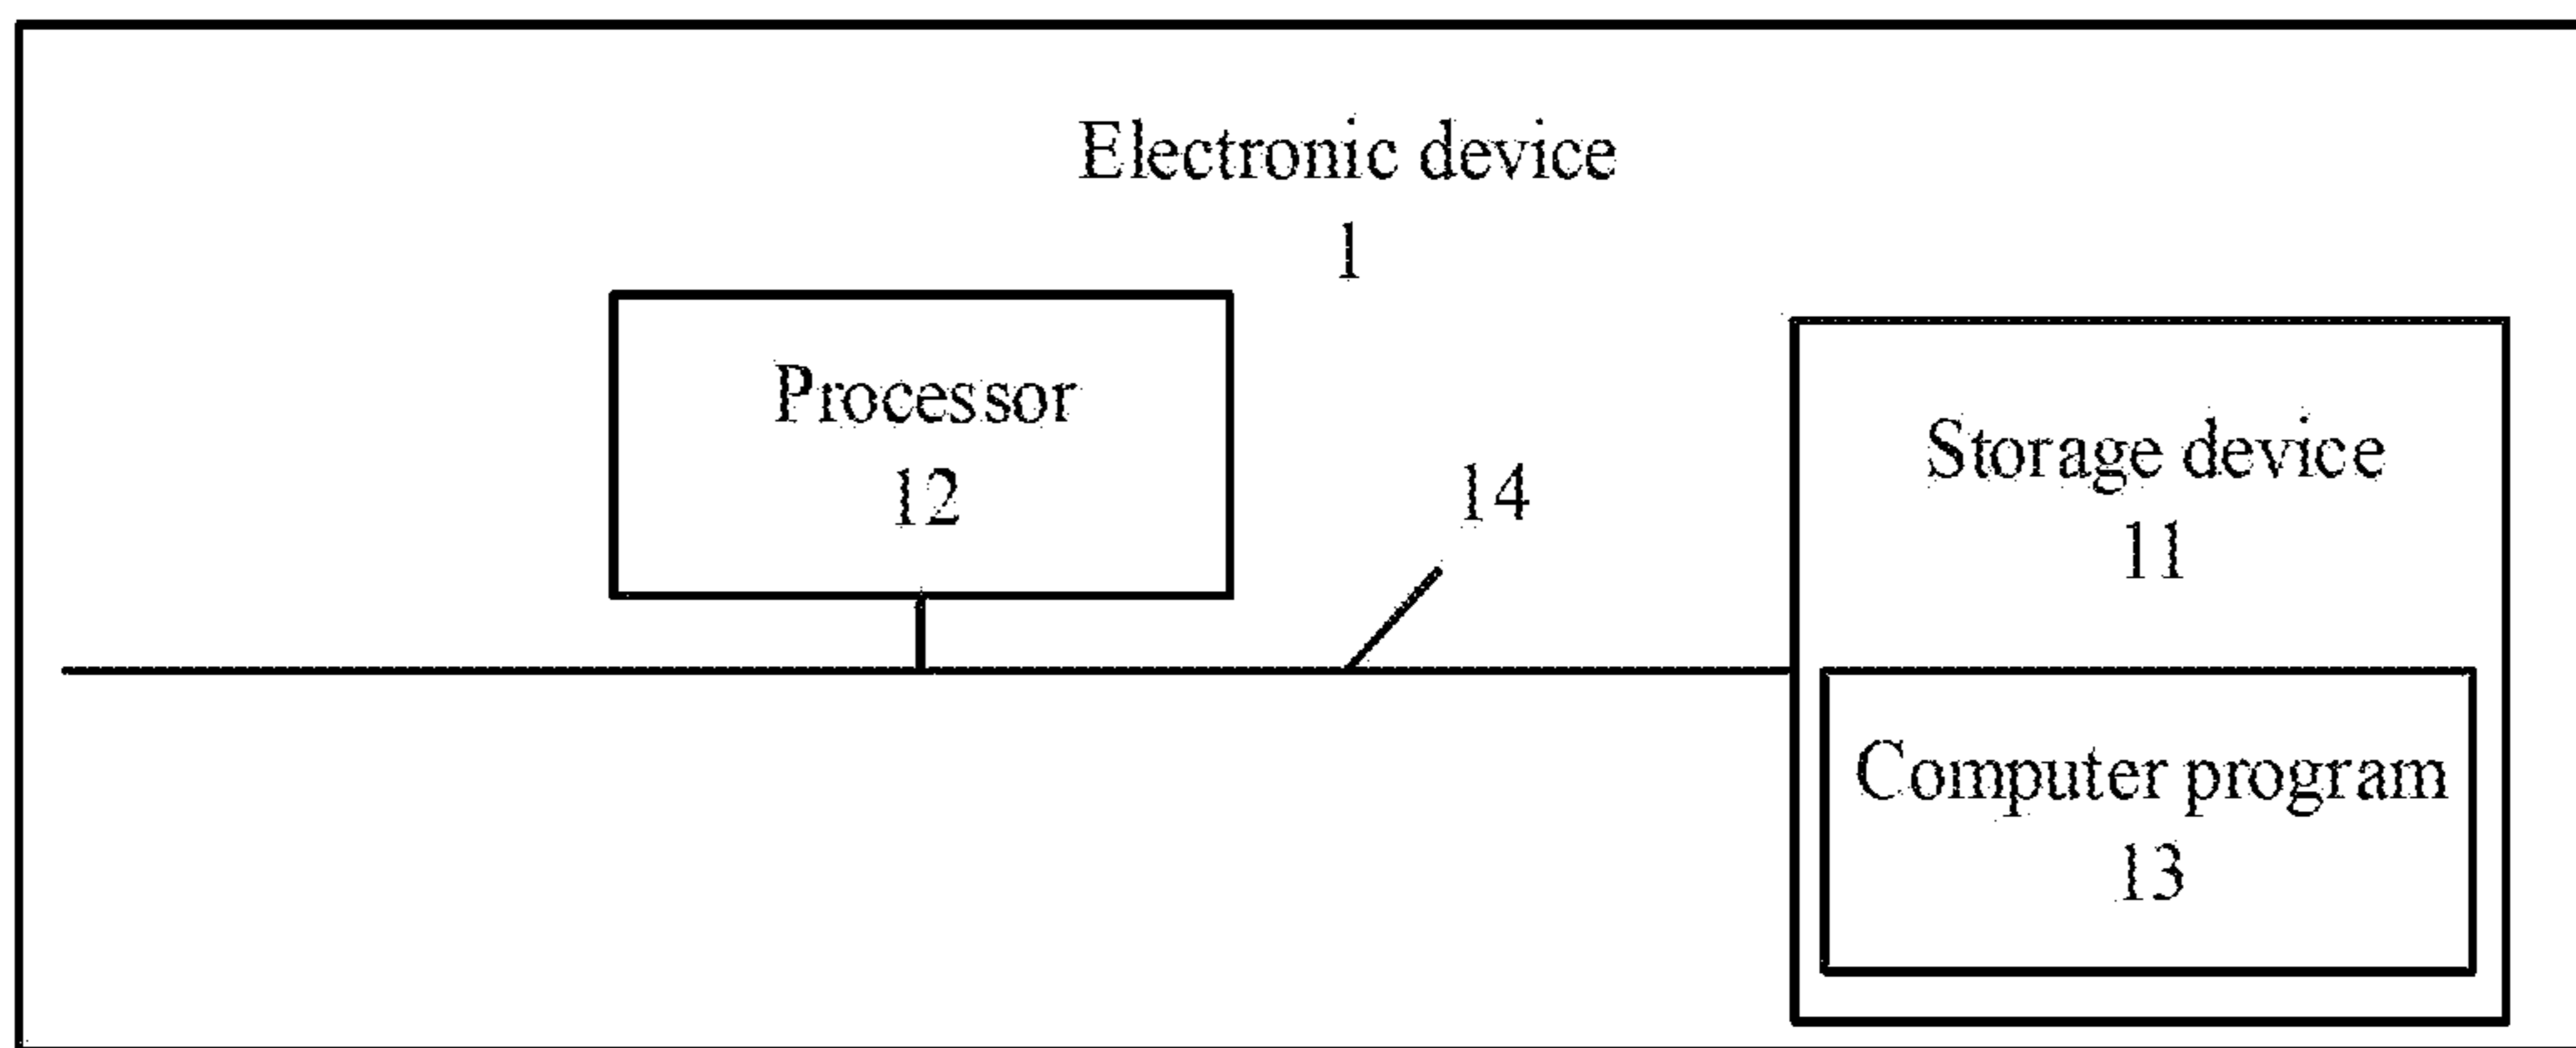 Electronic device
1
Processor
12
14
Storage device
11
Computer program
13